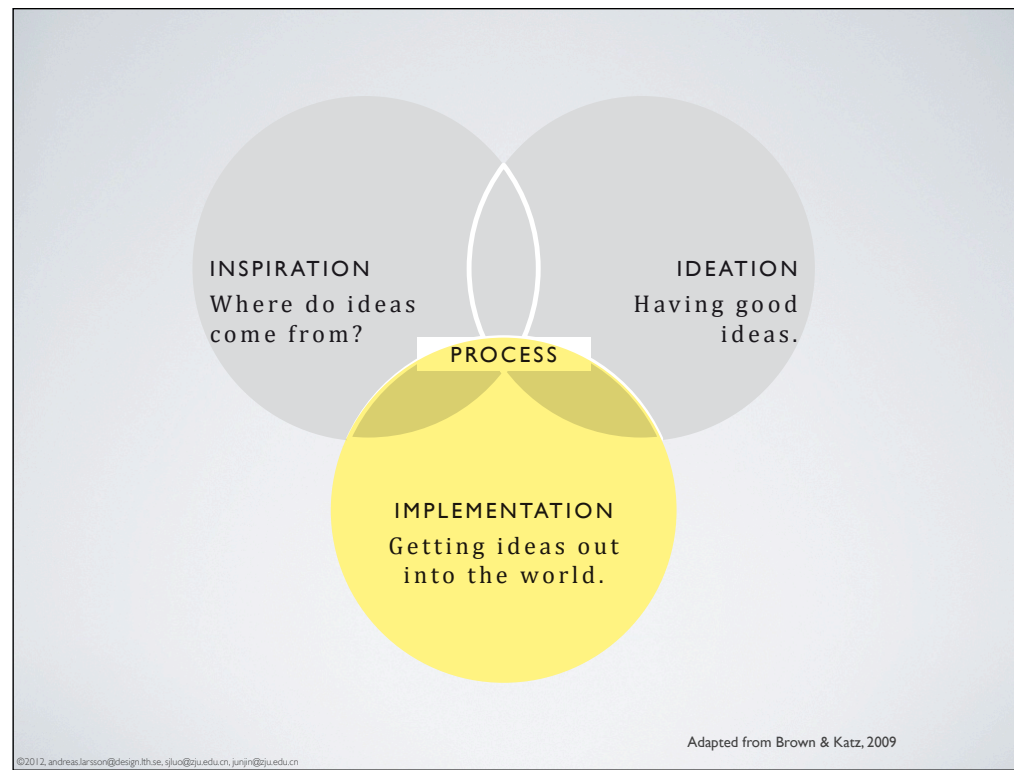 INSPIRATION
Where do ideas
come from?
IDEATION
Having good
ideas.
PROCESS
IMPLEMENTATION
Getting ideas out
into the world.
Adapted from Brown & Katz, 2009
©2012, andreas.larsson@design.lth.se, sjluo@zju.edu.cn, junjin@zju.edu.cn